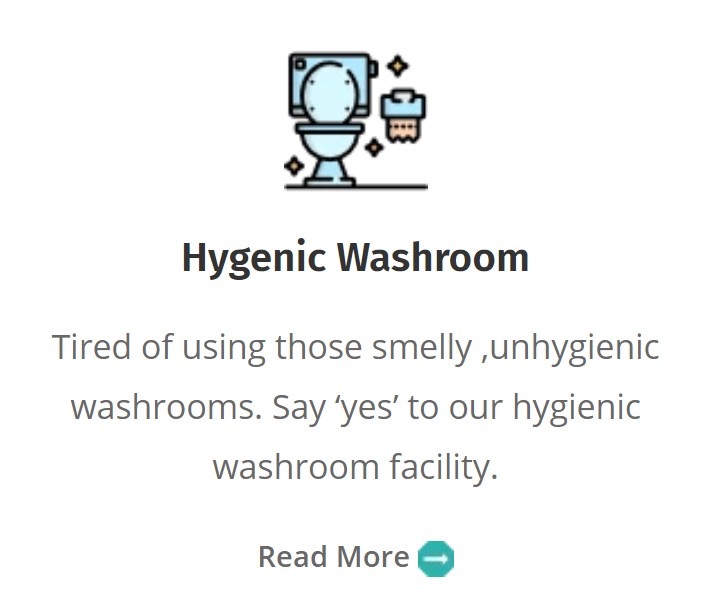 Hygenic Washroom
Tired of using those smelly ,unhygienic
washrooms. Say ‘yes’ to our hygienic
washroom facility.
Read More